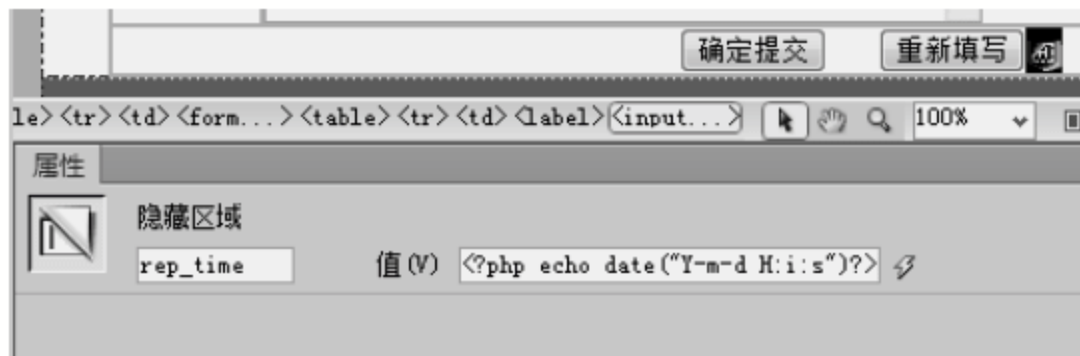 确定提交 重新填写
le> <tr> <td> <form...> <table> <tr> <td> <label> <input...> 100%
属性
隐藏区域
rep_time 值(V) <?php echo date("Y-m-d H:i:s")?>